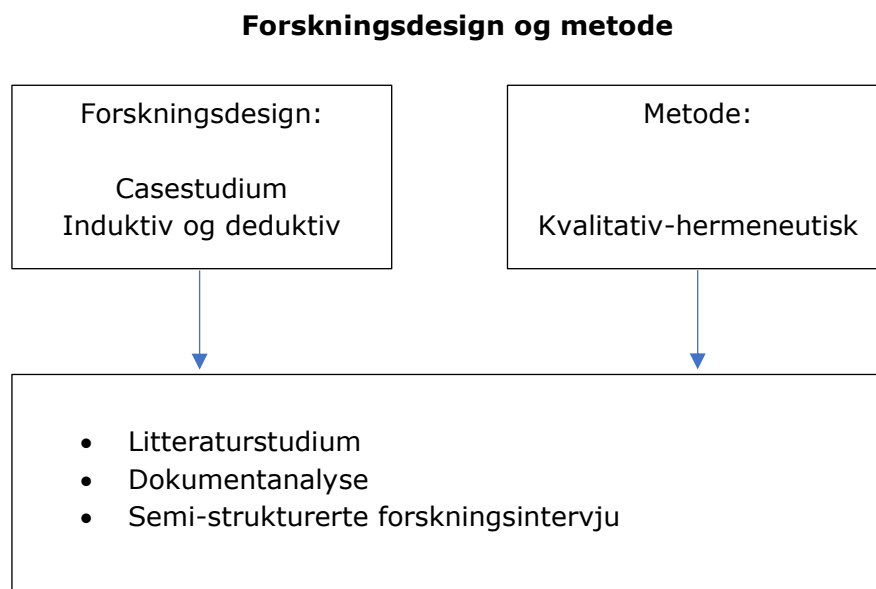 Forskningsdesign og metode
Forskningsdesign:
Casestudium
Induktiv og deduktiv
Metode:
Kvalitativ-hermeneutisk
• Litteraturstudium
• Dokumentanalyse
• Semi-strukturerte forskningsintervju